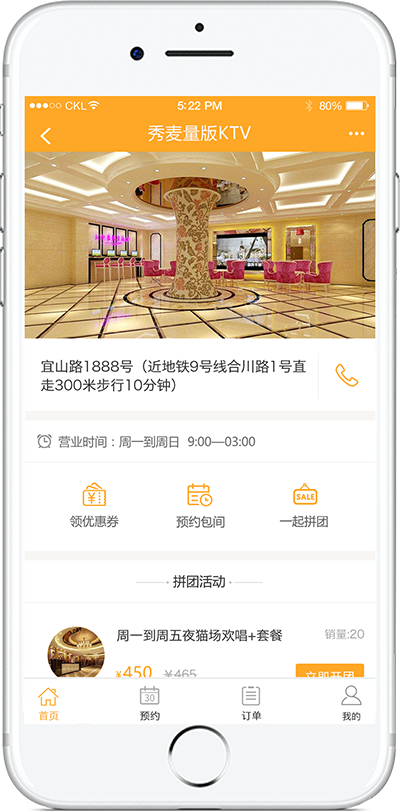 CKL 5:22 PM 80%
秀麦量版KTV
宜山路1888号（近地铁9号线合川路1号直
走300米步行10分钟）
营业时间：周一到周日 9:00—03:00
领优惠券 预约包间 一起拼团
SALE
拼团活动
周一到周五夜猫场欢唱+套餐 销量:20
¥450 ¥465 立即开团
30
首页 预约 订单 我的